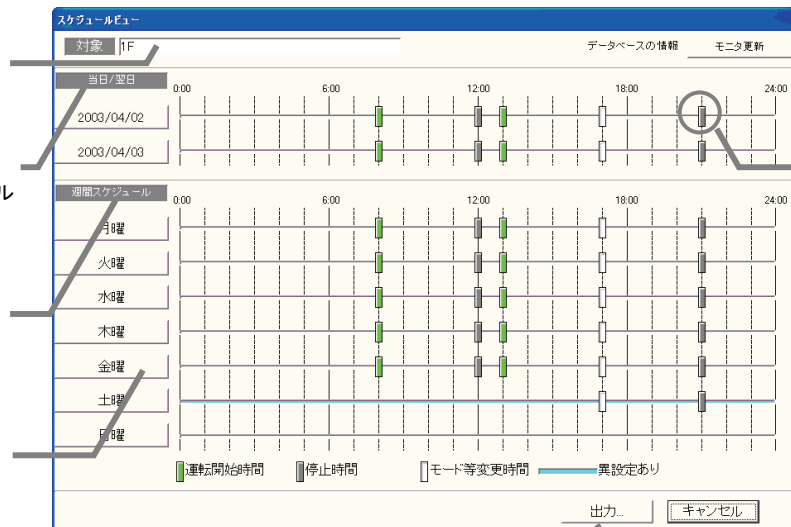 スケジュールビュー
対象 1F データベースの情報 モニタ更新
当日/翌日 0:00 6:00 12:00 18:00 24:00
2003/04/02
2003/04/03
ル
週間スケジュール 0:00 6:00 12:00 18:00 24:00
月曜
火曜
水曜
木曜
金曜
土曜
日曜
運転開始時間 停止時間 モード等変更時間 異設定あり
出力... キャンセル